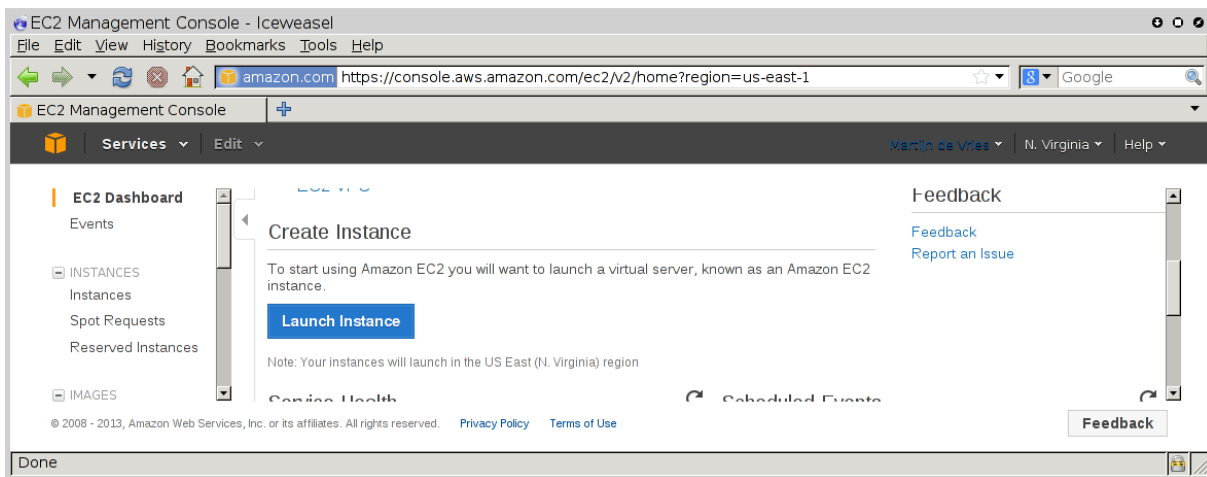 EC2 Management Console - Iceweasel
File Edit View History Bookmarks Tools Help
amazon.com https://console.aws.amazon.com/ec2/v2/home?region=us-east-1 Google
EC2 Management Console
Services Edit Martijn de Vries N. Virginia Help
EC2 Dashboard
Events
INSTANCES
Instances
Spot Requests
Reserved Instances
IMAGES
Create Instance
To start using Amazon EC2 you will want to launch a virtual server, known as an Amazon EC2
instance.
Launch Instance
Note: Your instances will launch in the US East (N. Virginia) region
Service Health
Scheduled Events
Feedback
Feedback
Report an Issue
© 2008 - 2013, Amazon Web Services, Inc. or its affiliates. All rights reserved. Privacy Policy Terms of Use
Feedback
Done